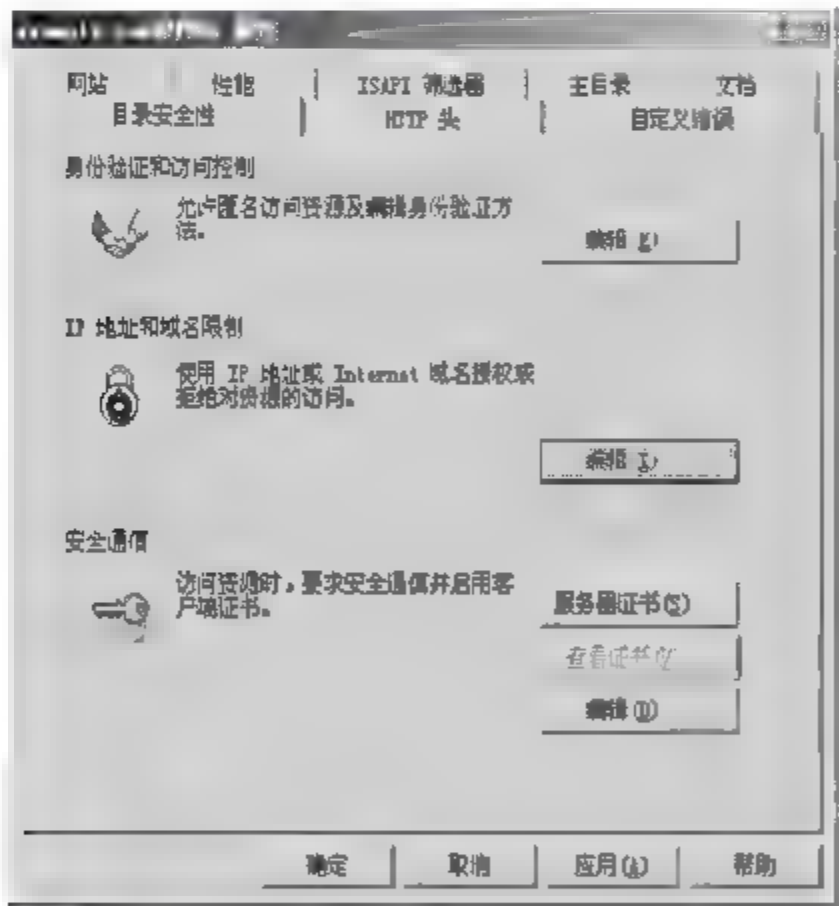 网站 性能 ISAPI 筛选器 主目录 文档
目录安全性 HTTP 头 自定义错误
身份验证和访问控制
允许匿名访问资源及编辑身份验证方
法。
编辑(E)
IP 地址和域名限制
使用 IP 地址或 Internet 域名授权或
拒绝对资源的访问。
编辑(I)
安全通信
访问资源时，要求安全通信并启用客
户端证书。
服务器证书(S)
查看证书(V)
编辑(D)
确定 取消 应用(A) 帮助